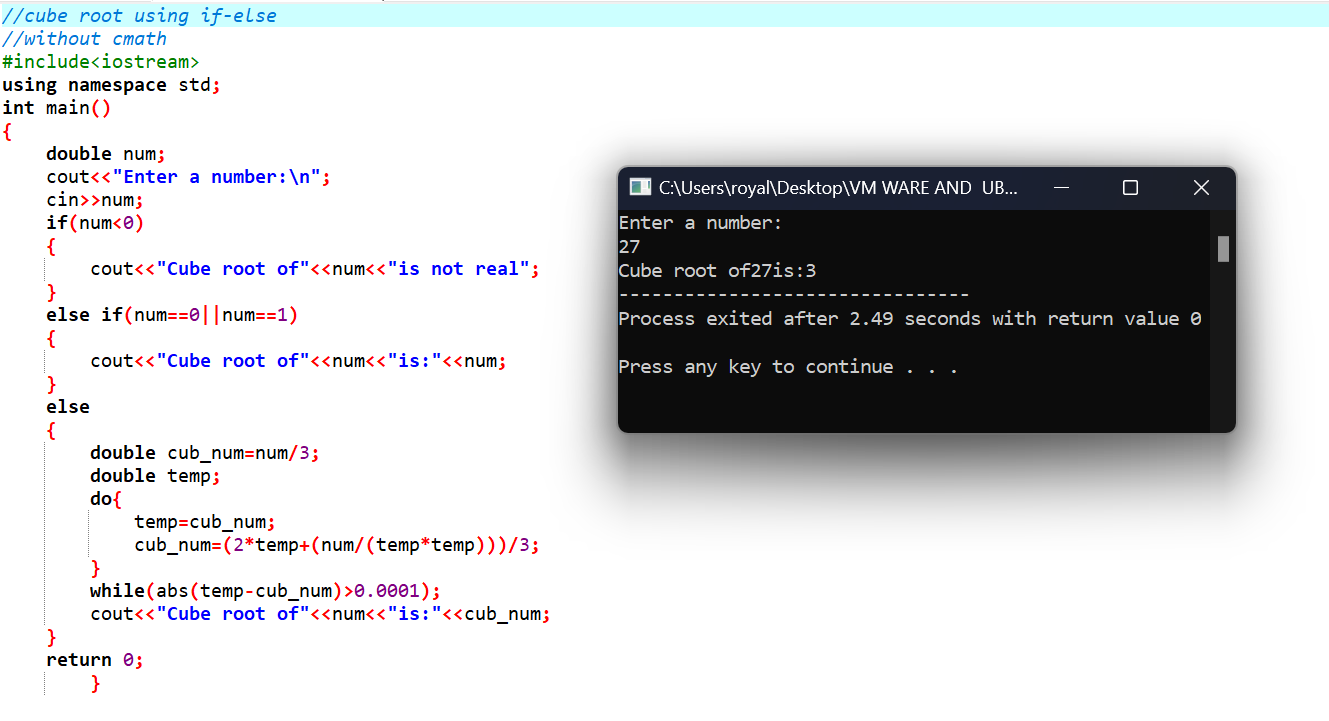 //cube root using if-else
//without cmath
#include<iostream>
using namespace std;
int main()
{
    double num;
    cout<<"Enter a number:\n";
    cin>>num;
    if(num<0)
    {
        cout<<"Cube root of"<<num<<"is not real";
    }
    else if(num==0||num==1)
    {
        cout<<"Cube root of"<<num<<"is:"<<num;
    }
    else
    {
        double cub_num=num/3;
        double temp;
        do{
            temp=cub_num;
            cub_num=(2*temp+(num/(temp*temp)))/3;
        }
        while(abs(temp-cub_num)>0.0001);
        cout<<"Cube root of"<<num<<"is:"<<cub_num;
    }
    return 0;
        }
C:\Users\royal\Desktop\VM WARE AND  UB...
Enter a number:
27
Cube root of27is:3
--------------------------------
Process exited after 2.49 seconds with return value 0
Press any key to continue . . .